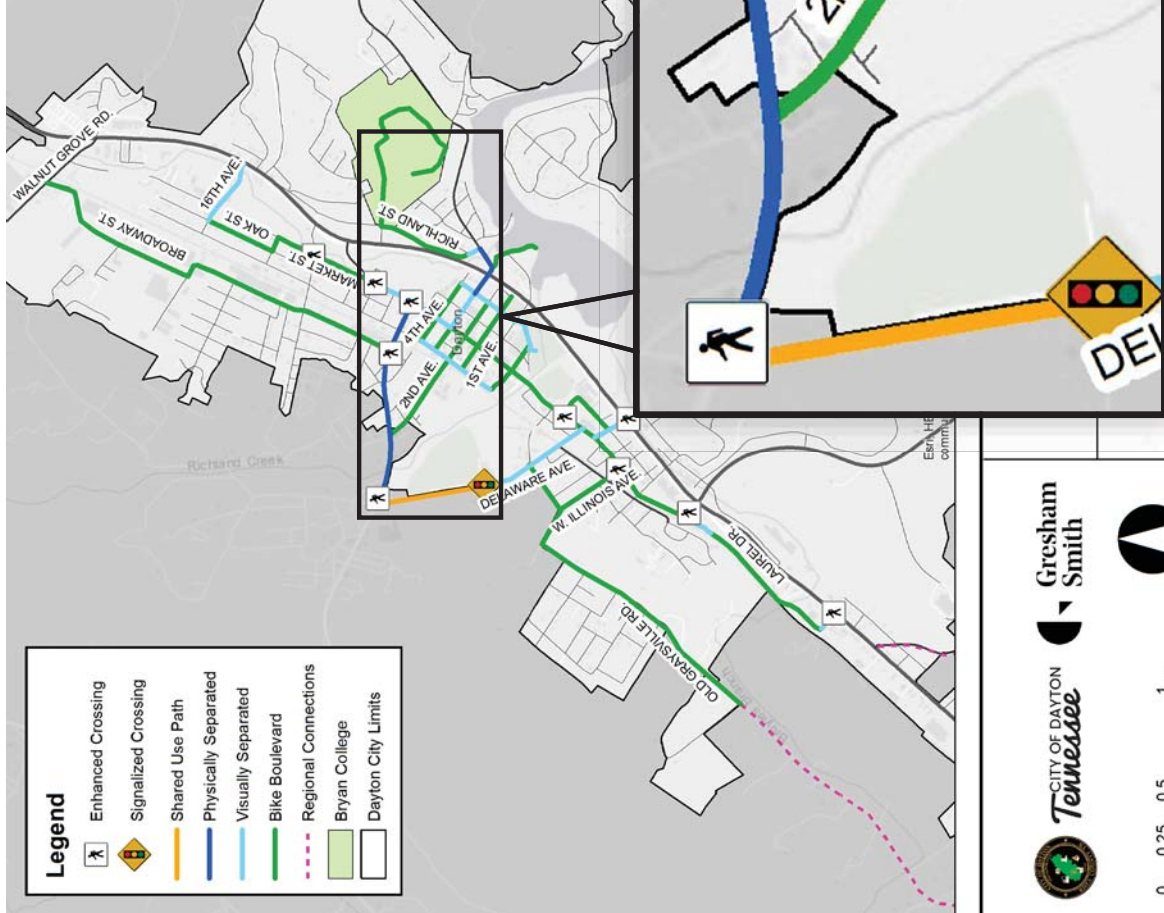 WALNUT GROVE RD.
16TH AVE.
OAK ST.
BROADWAY ST.
MARKET ST.
RICHLAND ST
4TH AVE.
Dayton
2ND AVE.
1ST AVE.
Richland Creek
DELAWARE AVE.
W. ILLINOIS AVE.
LAUREL DR.
OLD GRAYSVILLE RD.
DEL
Legend
Enhanced Crossing
Signalized Crossing
Shared Use Path
Physically Separated
Visually Separated
Bike Boulevard
Regional Connections
Bryan College
Dayton City Limits
CITY OF DAYTON
Tennessee
Gresham
Smith
0 0.25 0.5 1